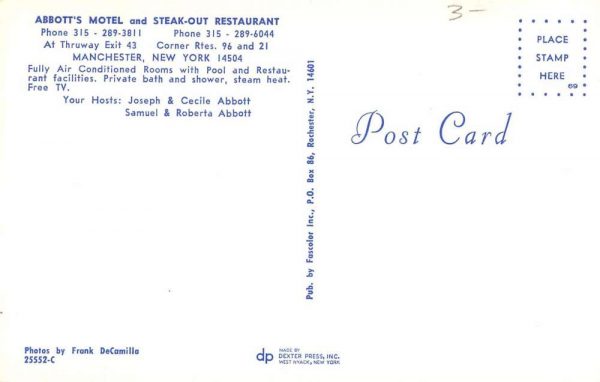 ABBOTT'S MOTEL and STEAK-OUT RESTAURANT
Phone 315 - 289-3811 Phone 315 - 289-6044
At Thruway Exit 43 Corner Rtes. 96 and 21
MANCHESTER, NEW YORK 14504
Fully Air Conditioned Rooms with Pool and Restau-
rant facilities. Private bath and shower, steam heat.
Free TV.
Your Hosts: Joseph & Cecile Abbott
Samuel & Roberta Abbott
3-
PLACE
STAMP
HERE
69
Post Card
Pub. by Fascolor Inc., P.O. Box 86, Rochester, N.Y. 14601
Photos by Frank DeCamilla
25552-C
dp
MADE BY
DEXTER PRESS, INC.
WEST NYACK, NEW YORK